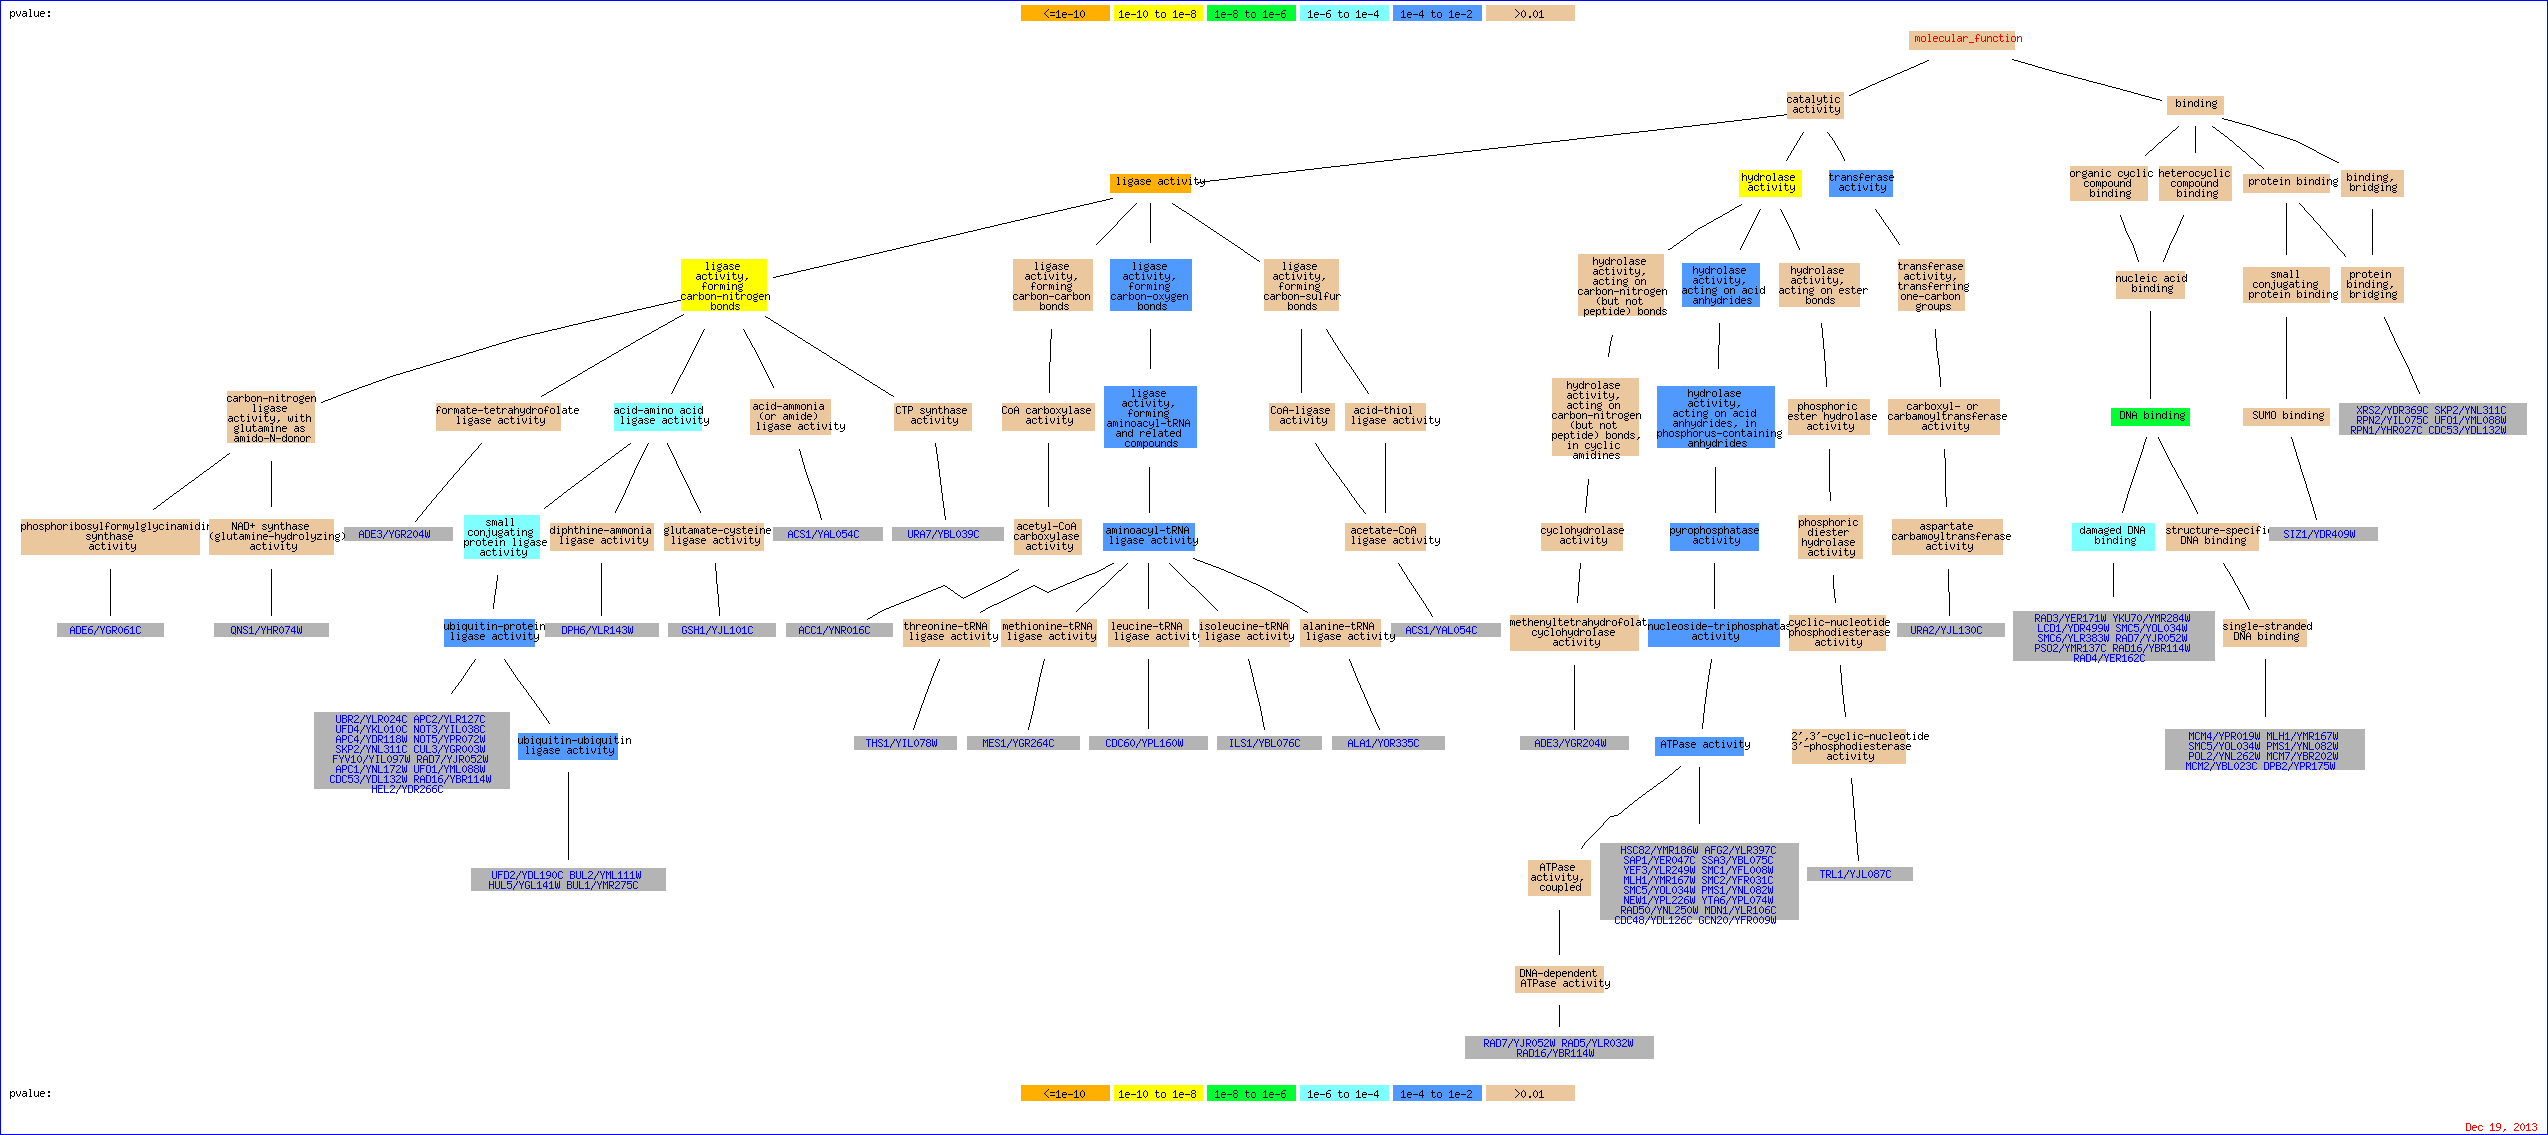 pvalue:
<=1e-10
1e-10 to 1e-8
1e-8 to 1e-6
1e-6 to 1e-4
1e-4 to 1e-2
>0.01
molecular_function
catalytic
activity
binding
ligase activity
hydrolase
activity
transferase
activity
organic cyclic
compound
binding
heterocyclic
compound
binding
protein binding
binding,
bridging
ligase
activity,
forming
carbon-nitrogen
bonds
ligase
activity,
forming
carbon-carbon
bonds
ligase
activity,
forming
carbon-oxygen
bonds
ligase
activity,
forming
carbon-sulfur
bonds
hydrolase
activity,
acting on
carbon-nitrogen
(but not
peptide) bonds
hydrolase
activity,
acting on acid
anhydrides
hydrolase
activity,
acting on ester
bonds
transferase
activity,
transferring
one-carbon
groups
nucleic acid
binding
small
conjugating
protein binding
protein
binding,
bridging
carbon-nitrogen
ligase
activity, with
glutamine as
amido-N-donor
formate-tetrahydrofolate
ligase activity
acid-amino acid
ligase activity
acid-ammonia
(or amide)
ligase activity
CTP synthase
activity
CoA carboxylase
activity
ligase
activity,
forming
aminoacyl-tRNA
and related
compounds
CoA-ligase
activity
acid-thiol
ligase activity
hydrolase
activity,
acting on
carbon-nitrogen
(but not
peptide) bonds,
in cyclic
amidines
hydrolase
activity,
acting on acid
anhydrides, in
phosphorus-containing
anhydrides
phosphoric
ester hydrolase
activity
carboxyl- or
carbamoyltransferase
activity
DNA binding
SUMO binding
XRS2/YDR369C SKP2/YNL311C
RPN2/YIL075C UFO1/YML088W
RPN1/YHR027C CDC53/YDL132W
phosphoribosylformylglycinamidin
synthase
activity
NAD+ synthase
(glutamine-hydrolyzing)
activity
ADE3/YGR204W
small
conjugating
protein ligase
activity
diphthine-ammonia
ligase activity
glutamate-cysteine
ligase activity
ACS1/YAL054C
URA7/YBL039C
acetyl-CoA
carboxylase
activity
aminoacyl-tRNA
ligase activity
acetate-CoA
ligase activity
cyclohydrolase
activity
pyrophosphatase
activity
phosphoric
diester
hydrolase
activity
aspartate
carbamoyltransferase
activity
damaged DNA
binding
structure-specific
DNA binding
SIZ1/YDR409W
ADE6/YGR061C
QNS1/YHR074W
ubiquitin-protein
ligase activity
DPH6/YLR143W
GSH1/YJL101C
ACC1/YNR016C
threonine-tRNA
ligase activity
methionine-tRNA
ligase activity
leucine-tRNA
ligase activity
isoleucine-tRNA
ligase activity
alanine-tRNA
ligase activity
ACS1/YAL054C
methenyltetrahydrofolat
cyclohydrolase
activity
nucleoside-triphosphatas
activity
cyclic-nucleotide
phosphodiesterase
activity
URA2/YJL130C
RAD3/YER171W YKU70/YMR284W
LCD1/YDR499W SMC5/YOL034W
SMC6/YLR383W RAD7/YJR052W
PSO2/YMR137C RAD16/YBR114W
RAD4/YER162C
single-stranded
DNA binding
UBR2/YLR024C APC2/YLR127C
UFD4/YKL010C NOT3/YIL038C
APC4/YDR118W NOT5/YPR072W
SKP2/YNL311C CUL3/YGR003W
FYV10/YIL097W RAD7/YJR052W
APC1/YNL172W UFO1/YML088W
CDC53/YDL132W RAD16/YBR114W
HEL2/YDR266C
ubiquitin-ubiquitin
ligase activity
THS1/YIL078W
MES1/YGR264C
CDC60/YPL160W
ILS1/YBL076C
ALA1/YOR335C
ADE3/YGR204W
ATPase activity
2',3'-cyclic-nucleotide
3'-phosphodiesterase
activity
MCM4/YPR019W MLH1/YMR167W
SMC5/YOL034W PMS1/YNL082W
POL2/YNL262W MCM7/YBR202W
MCM2/YBL023C DPB2/YPR175W
UFD2/YDL190C BUL2/YML111W
HUL5/YGL141W BUL1/YMR275C
ATPase
activity,
coupled
HSC82/YMR186W AFG2/YLR397C
SAP1/YER047C SSA3/YBL075C
YEF3/YLR249W SMC1/YFL008W
MLH1/YMR167W SMC2/YFR031C
SMC5/YOL034W PMS1/YNL082W
NEW1/YPL226W YTA6/YPL074W
RAD50/YNL250W MDN1/YLR106C
CDC48/YDL126C GCN20/YFR009W
TRL1/YJL087C
DNA-dependent
ATPase activity
RAD7/YJR052W RAD5/YLR032W
RAD16/YBR114W
pvalue:
<=1e-10
1e-10 to 1e-8
1e-8 to 1e-6
1e-6 to 1e-4
1e-4 to 1e-2
>0.01
Dec 19, 2013